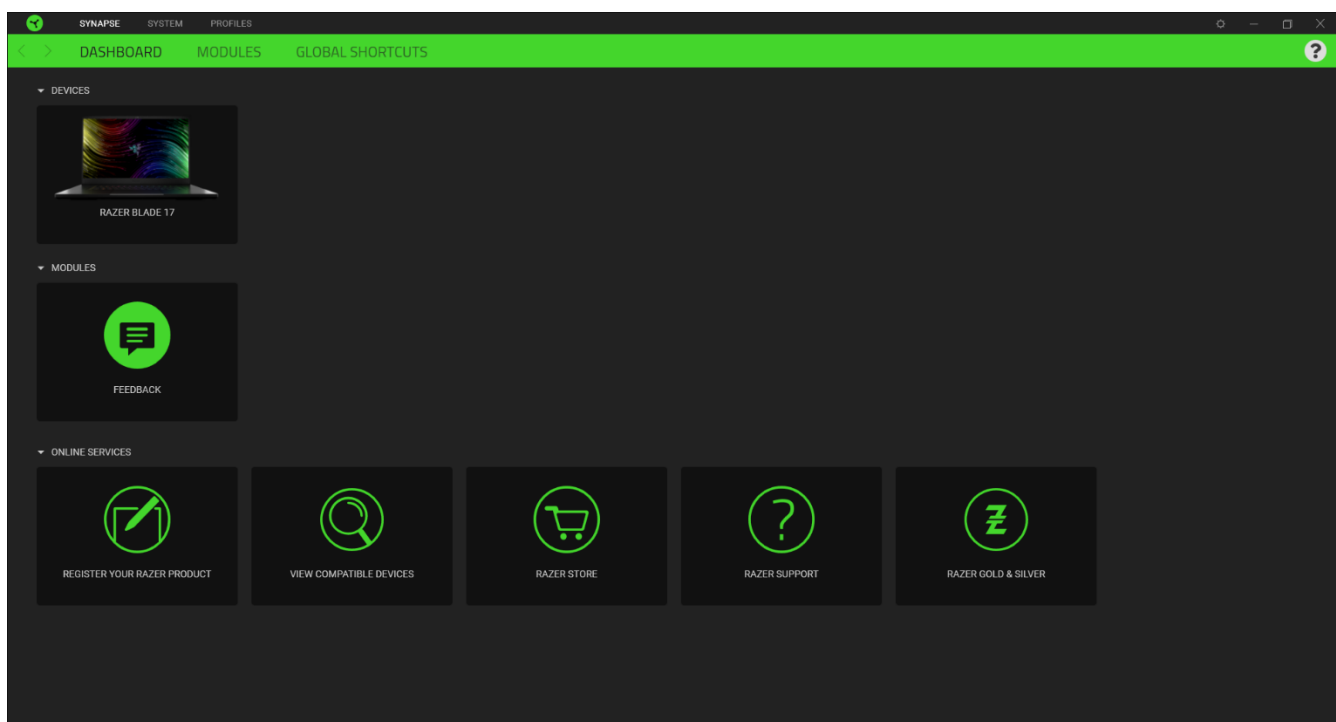 SYNAPSE SYSTEM PROFILES
DASHBOARD MODULES GLOBAL SHORTCUTS ?
DEVICES
RAZER BLADE 17
MODULES
FEEDBACK
ONLINE SERVICES
REGISTER YOUR RAZER PRODUCT VIEW COMPATIBLE DEVICES RAZER STORE RAZER SUPPORT RAZER GOLD & SILVER